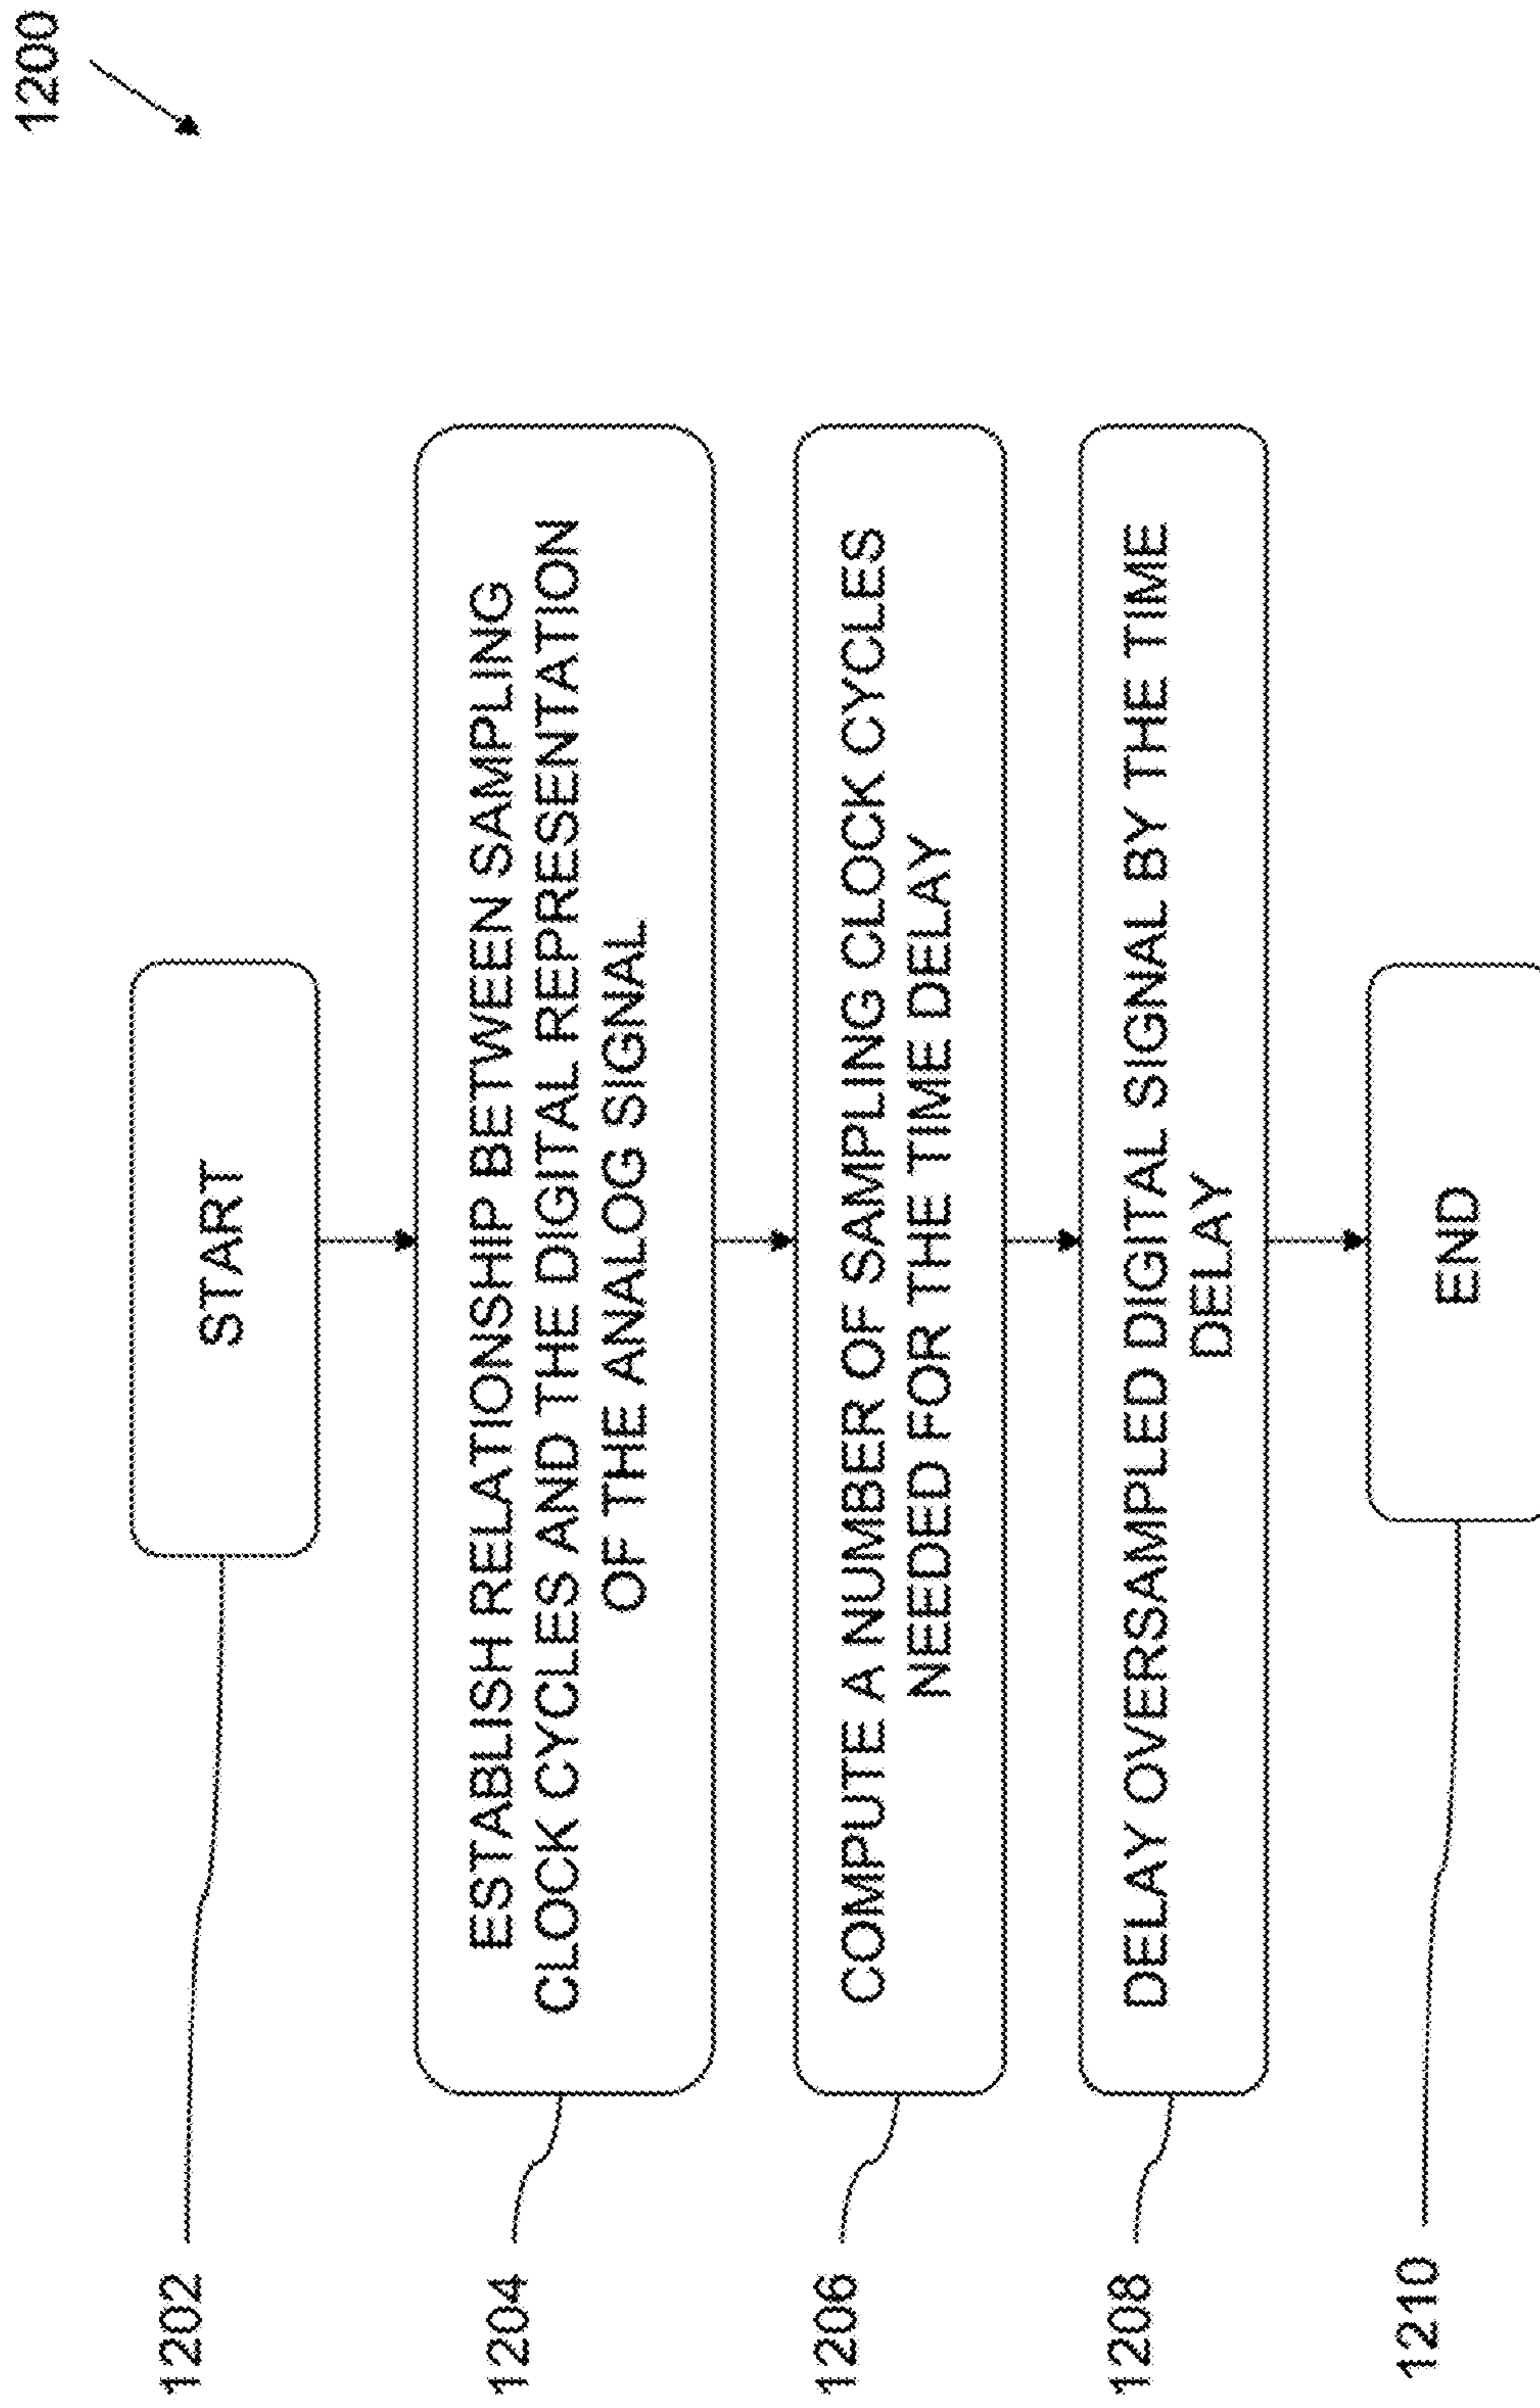 1200
1202
START
1204
ESTABLISH RELATIONSHIP BETWEEN SAMPLING
CLOCK CYCLES AND THE DIGITAL REPRESENTATION
OF THE ANALOG SIGNAL
1206
COMPUTE A NUMBER OF SAMPLING CLOCK CYCLES
NEEDED FOR THE TIME DELAY
1208
DELAY OVERSAMPLED DIGITAL SIGNAL BY THE TIME
DELAY
1210
END